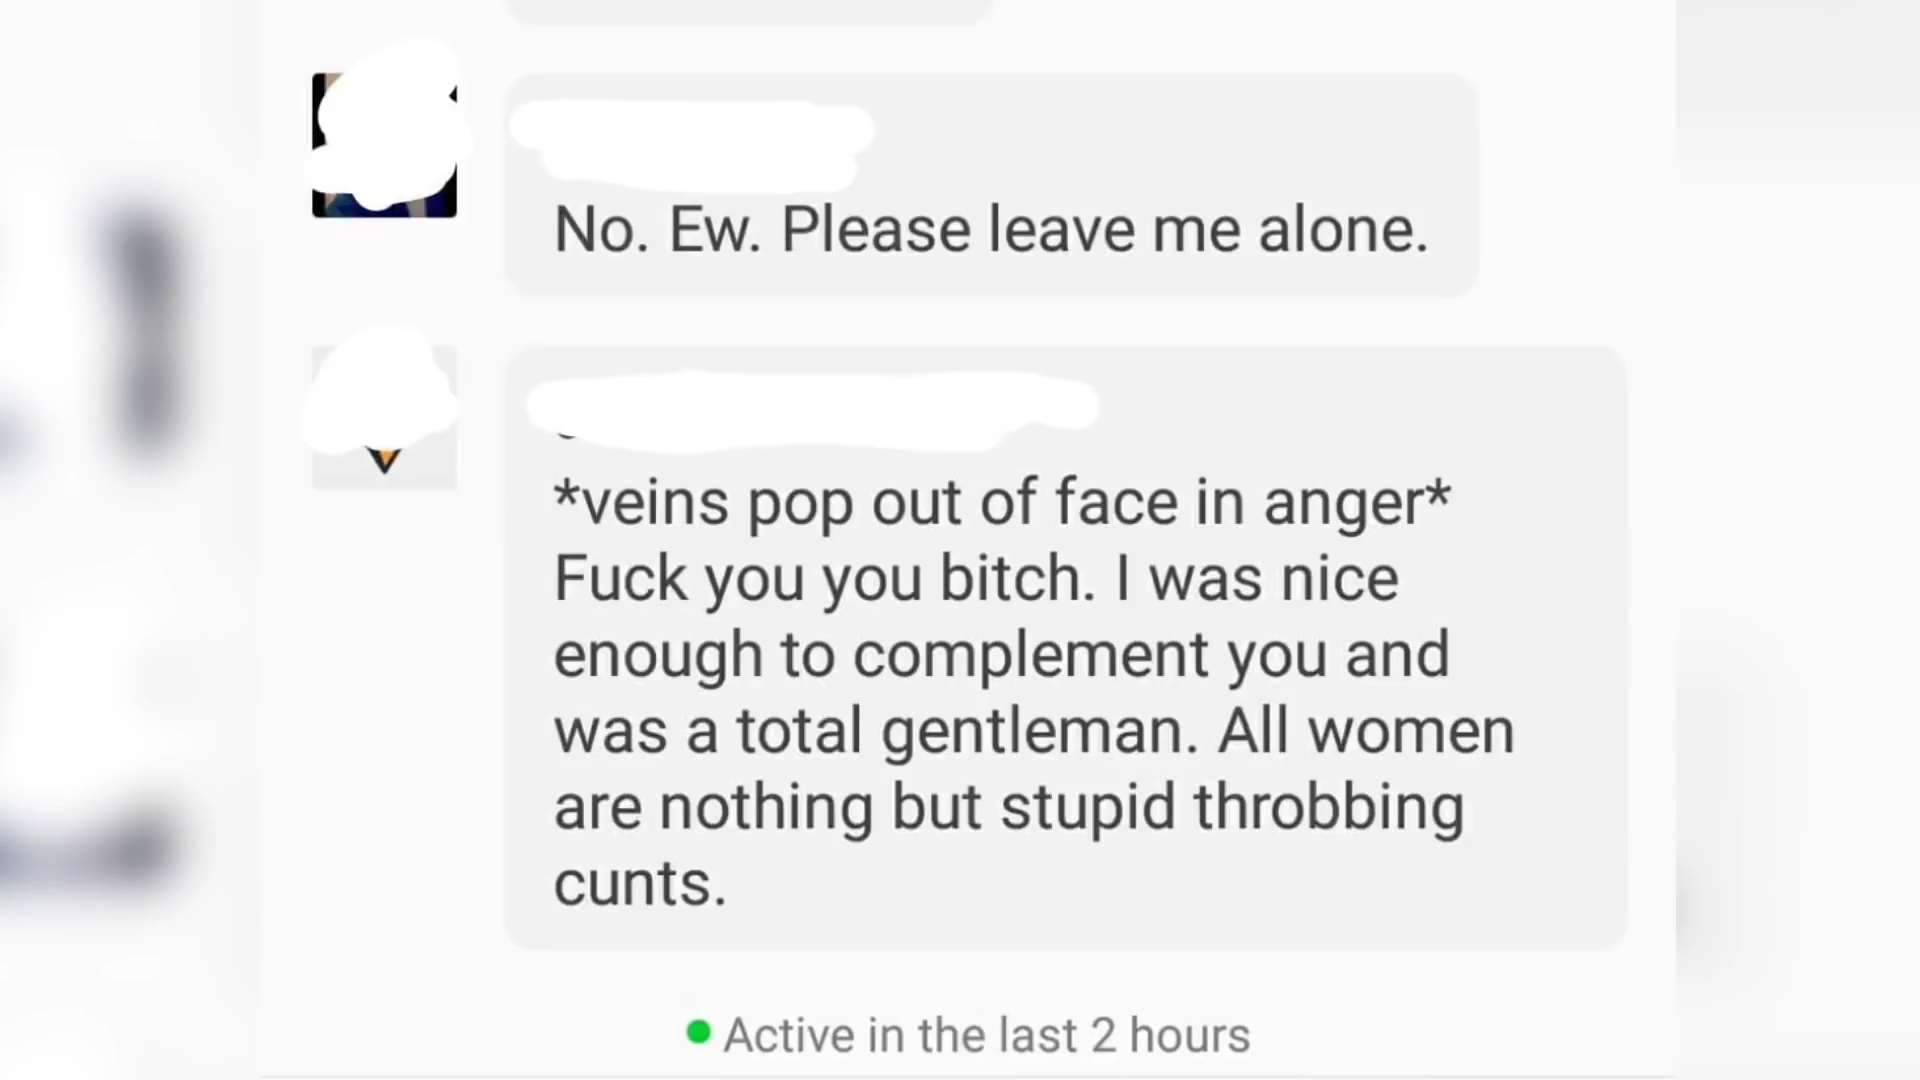 No. Ew. Please leave me alone.
*veins pop out of face in anger*
Fuck you you bitch. I was nice
enough to complement you and
was a total gentleman. All women
are nothing but stupid throbbing
cunts.
Active in the last 2 hours